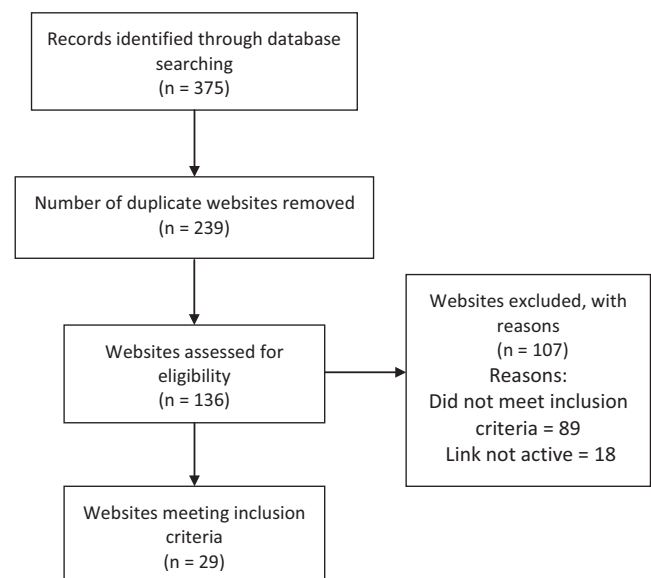 Records identified through database
searching
(n = 375)
Number of duplicate websites removed
(n = 239)
Websites assessed for
eligibility
(n = 136)
Websites excluded, with
reasons
(n = 107)
Reasons:
Did not meet inclusion
criteria = 89
Link not active = 18
Websites meeting inclusion
criteria
(n = 29)